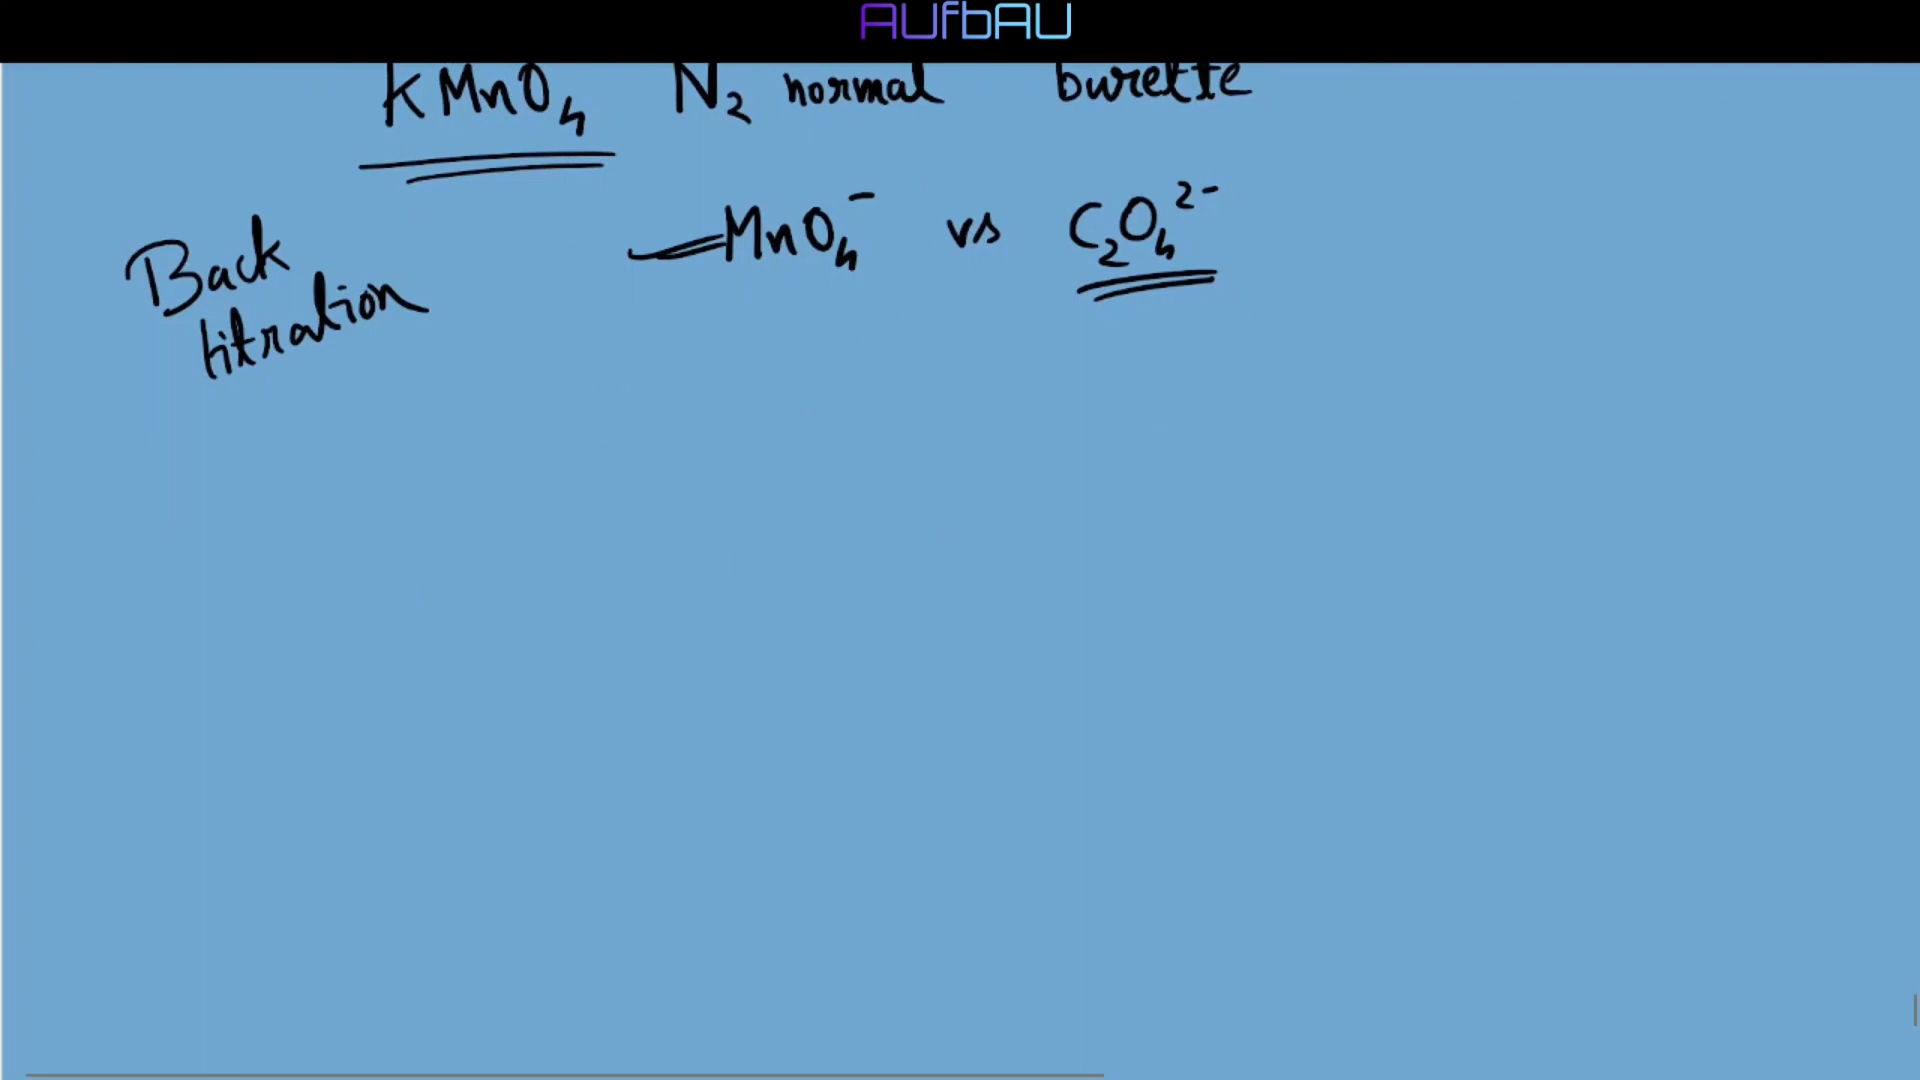 AUfbAU
KMnO₄ N₂ normal burette
MnO₄⁻ vs C₂O₄²⁻
Back
titration